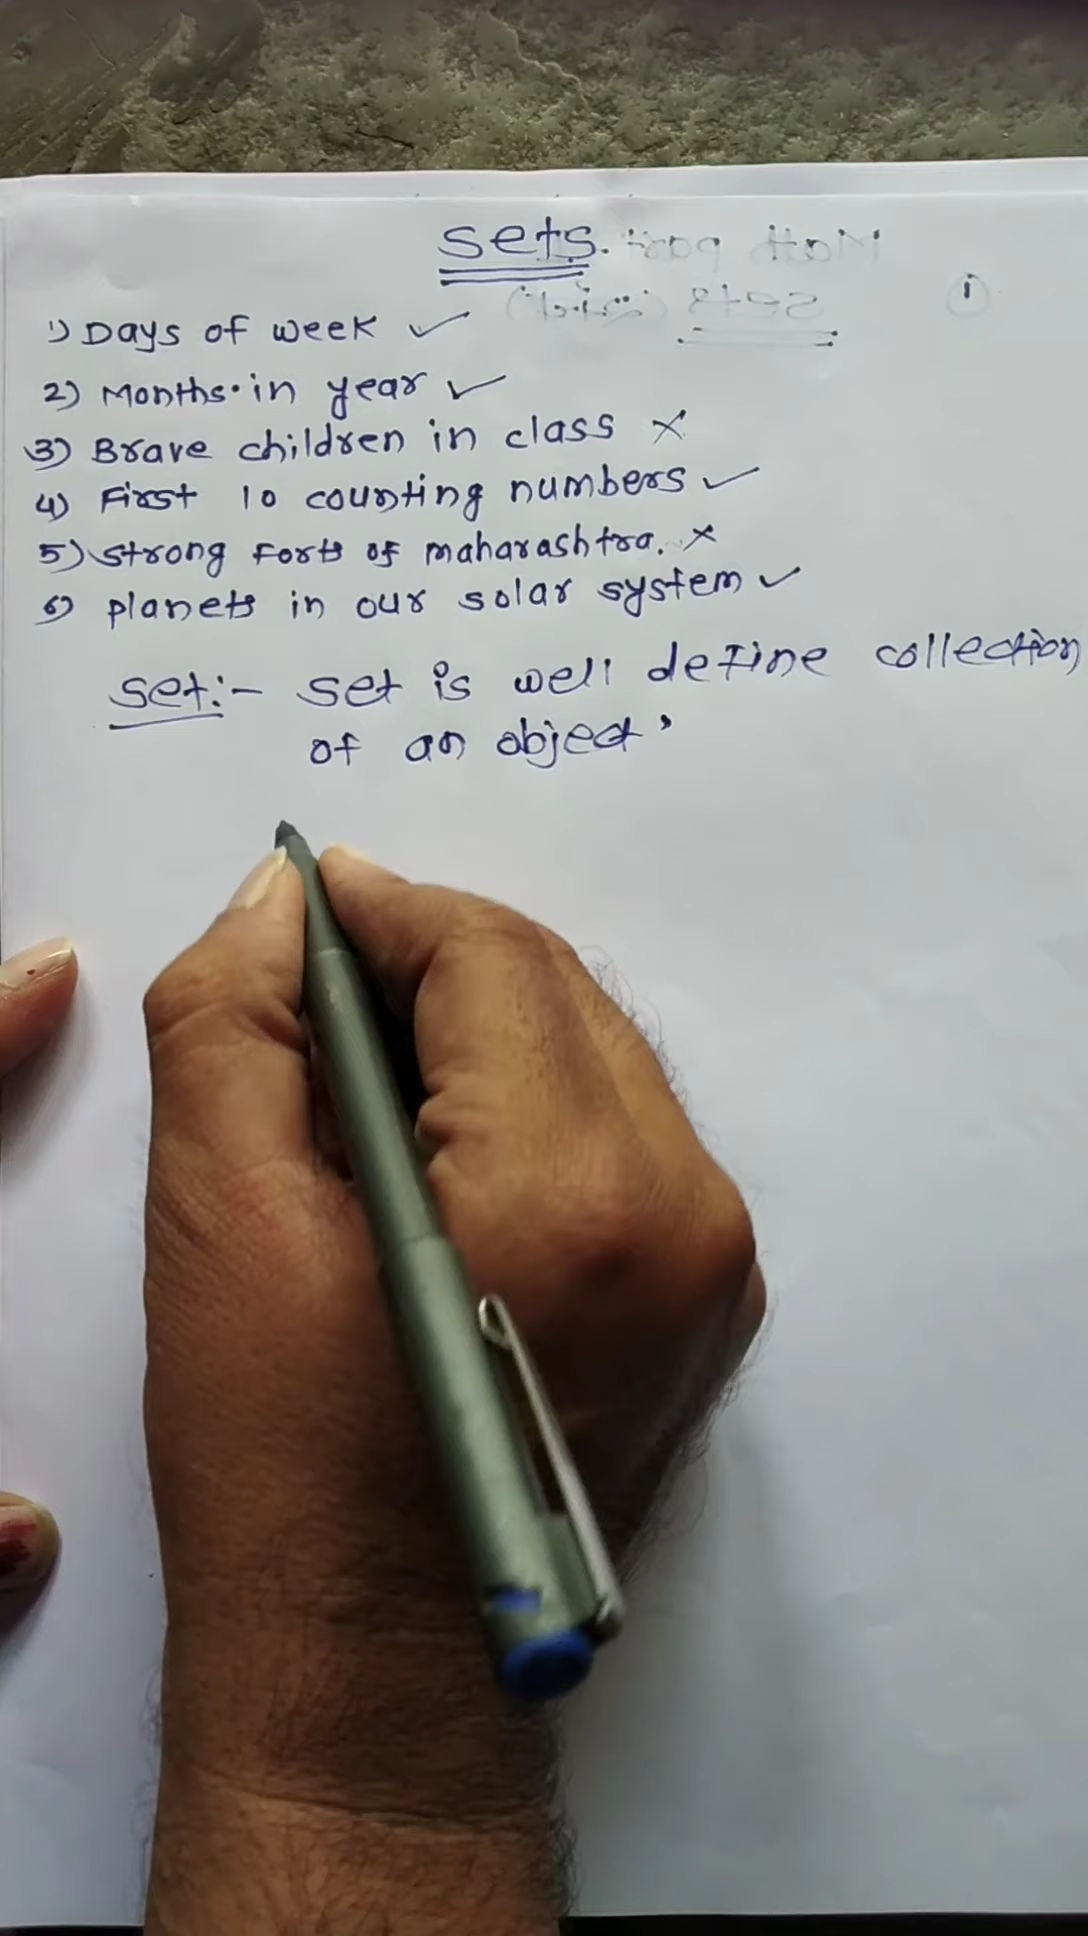 Sets.
1) Days of week ✓
2) Months in year ✓
3) Brave children in class ✗
4) First 10 counting numbers ✓
5) Strong Forts of maharashtra. ✗
6) planets in our solar system ✓
Set:- Set is well define collection
of an object